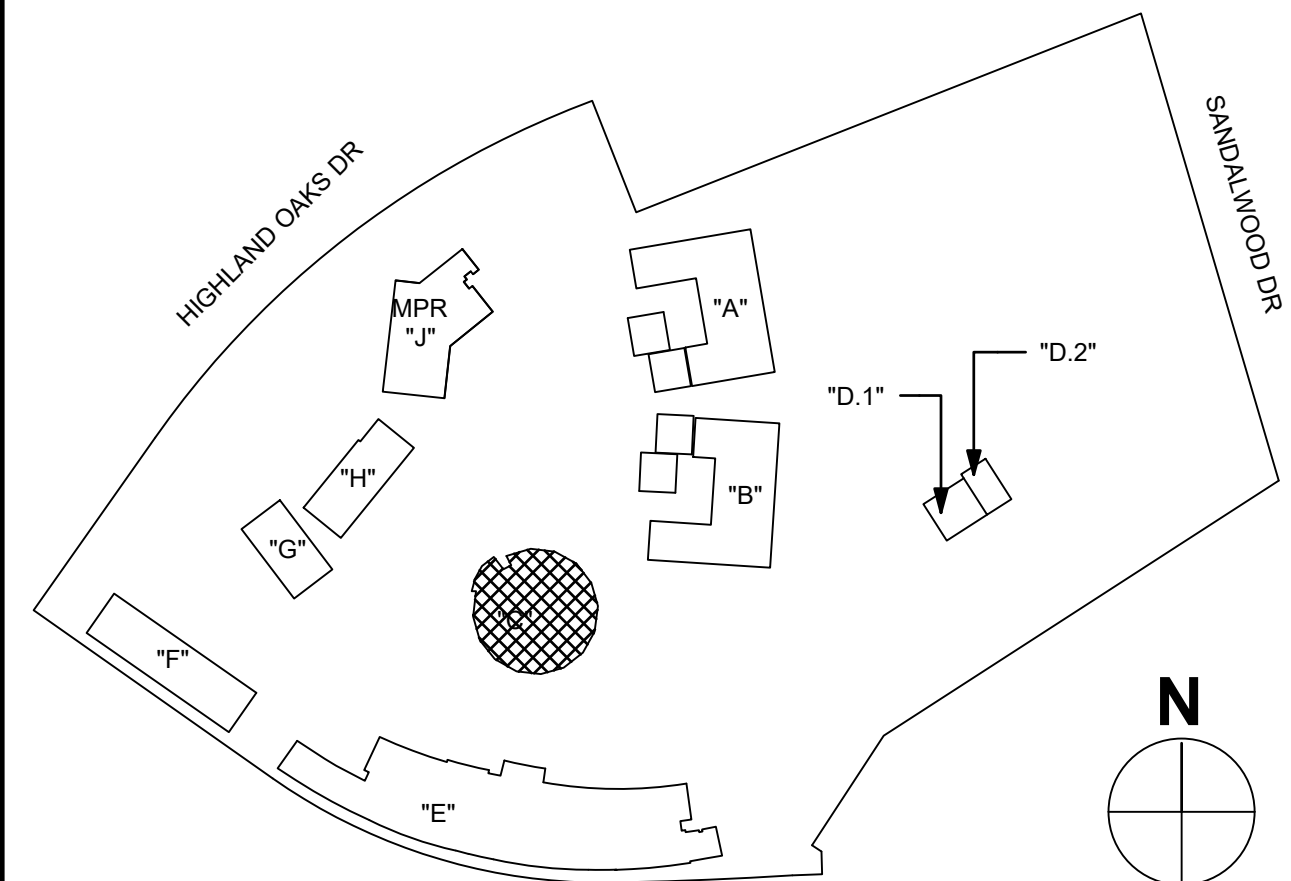 HIGHLAND OAKS DR
SANDALWOOD DR
MPR
"J"
"A"
"D.2"
"D.1"
"H"
"B"
"G"
"C"
"F"
"E"
N